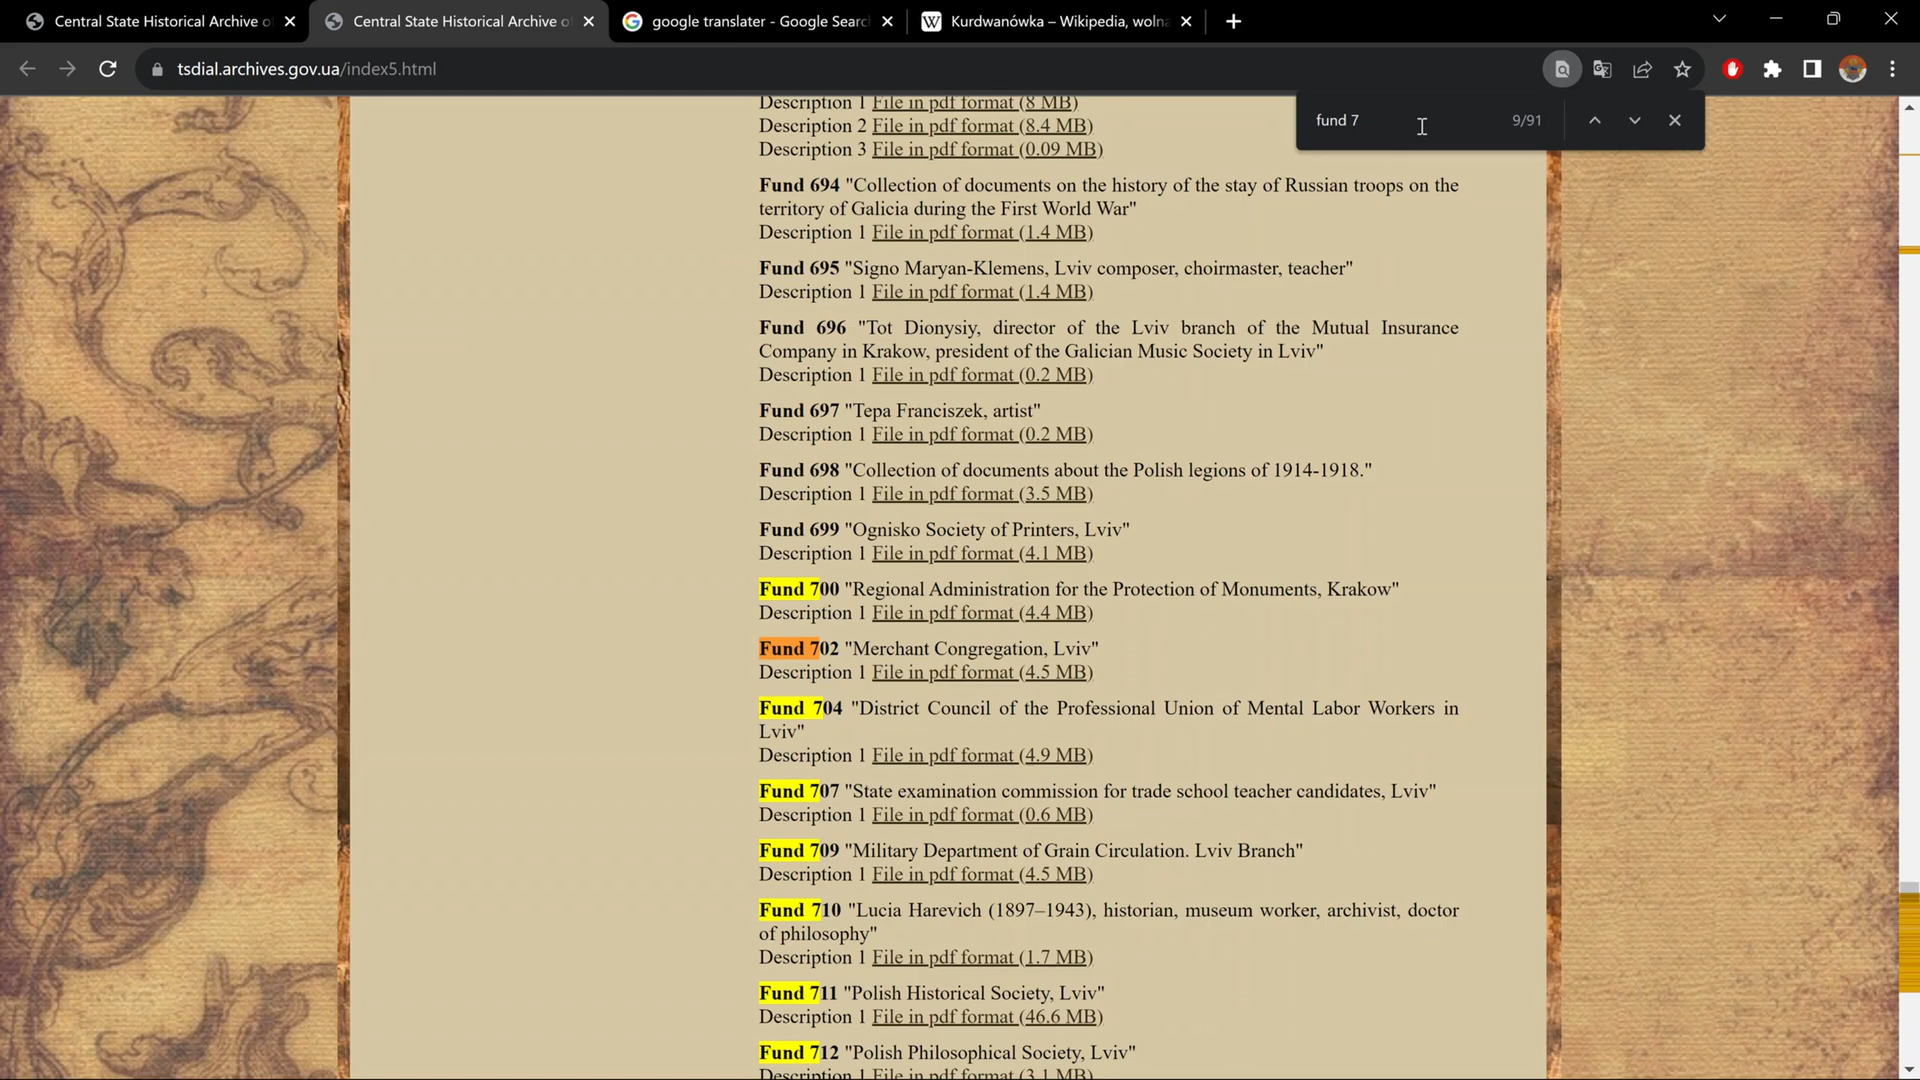 Central State Historical Archive of
Central State Historical Archive of
google translater - Google Search
Kurdwanówka – Wikipedia, wolna
tsdial.archives.gov.ua/index5.html
fund 7
9/91
Description 1 File in pdf format (8 MB)
Description 2 File in pdf format (8.4 MB)
Description 3 File in pdf format (0.09 MB)
Fund 694 "Collection of documents on the history of the stay of Russian troops on the
territory of Galicia during the First World War"
Description 1 File in pdf format (1.4 MB)
Fund 695 "Signo Maryan-Klemens, Lviv composer, choirmaster, teacher"
Description 1 File in pdf format (1.4 MB)
Fund 696 "Tot Dionysiy, director of the Lviv branch of the Mutual Insurance
Company in Krakow, president of the Galician Music Society in Lviv"
Description 1 File in pdf format (0.2 MB)
Fund 697 "Tepa Franciszek, artist"
Description 1 File in pdf format (0.2 MB)
Fund 698 "Collection of documents about the Polish legions of 1914-1918."
Description 1 File in pdf format (3.5 MB)
Fund 699 "Ognisko Society of Printers, Lviv"
Description 1 File in pdf format (4.1 MB)
Fund 700 "Regional Administration for the Protection of Monuments, Krakow"
Description 1 File in pdf format (4.4 MB)
Fund 702 "Merchant Congregation, Lviv"
Description 1 File in pdf format (4.5 MB)
Fund 704 "District Council of the Professional Union of Mental Labor Workers in
Lviv"
Description 1 File in pdf format (4.9 MB)
Fund 707 "State examination commission for trade school teacher candidates, Lviv"
Description 1 File in pdf format (0.6 MB)
Fund 709 "Military Department of Grain Circulation. Lviv Branch"
Description 1 File in pdf format (4.5 MB)
Fund 710 "Lucia Harevich (1897–1943), historian, museum worker, archivist, doctor
of philosophy"
Description 1 File in pdf format (1.7 MB)
Fund 711 "Polish Historical Society, Lviv"
Description 1 File in pdf format (46.6 MB)
Fund 712 "Polish Philosophical Society, Lviv"
Description 1 File in pdf format (3.1 MB)